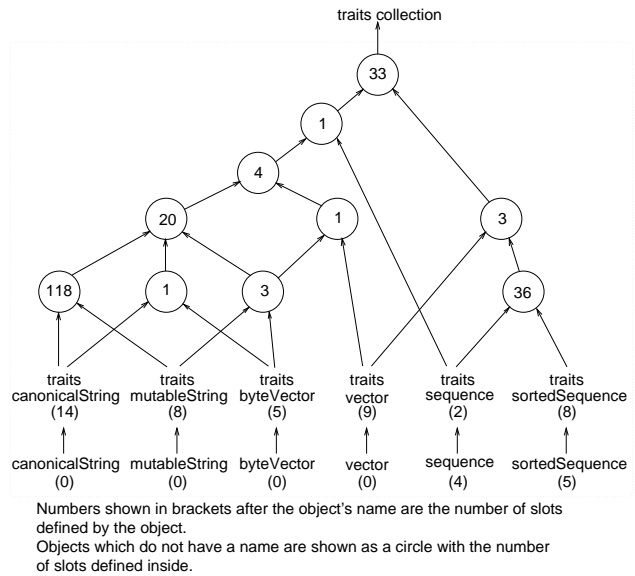 traits collection
33
1
4
20
1
3
118
1
3
36
traits
canonicalString
(14)
traits
mutableString
(8)
traits
byteVector
(5)
traits
vector
(9)
traits
sequence
(2)
traits
sortedSequence
(8)
canonicalString
(0)
mutableString
(0)
byteVector
(0)
vector
(0)
sequence
(4)
sortedSequence
(5)
Numbers shown in brackets after the object's name are the number of slots
defined by the object.
Objects which do not have a name are shown as a circle with the number
of slots defined inside.